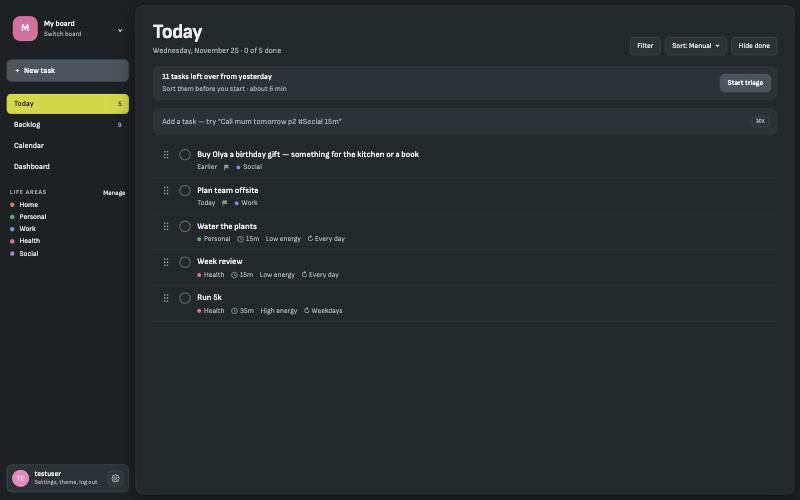 M
My board
Switch board
+ New task
Today 5
Backlog 9
Calendar
Dashboard
LIFE AREAS Manage
Home
Personal
Work
Health
Social
TE
testuser
Settings, theme, log out
Today
Wednesday, November 25 · 0 of 5 done
Filter Sort: Manual Hide done
11 tasks left over from yesterday
Sort them before you start · about 6 min
Start triage
Add a task — try "Call mum tomorrow p2 #Social 15m"
⌘K
Buy Olya a birthday gift — something for the kitchen or a book
Earlier Social
Plan team offsite
Today Work
Water the plants
Personal 15m Low energy Every day
Week review
Health 15m Low energy Every day
Run 5k
Health 35m High energy Weekdays